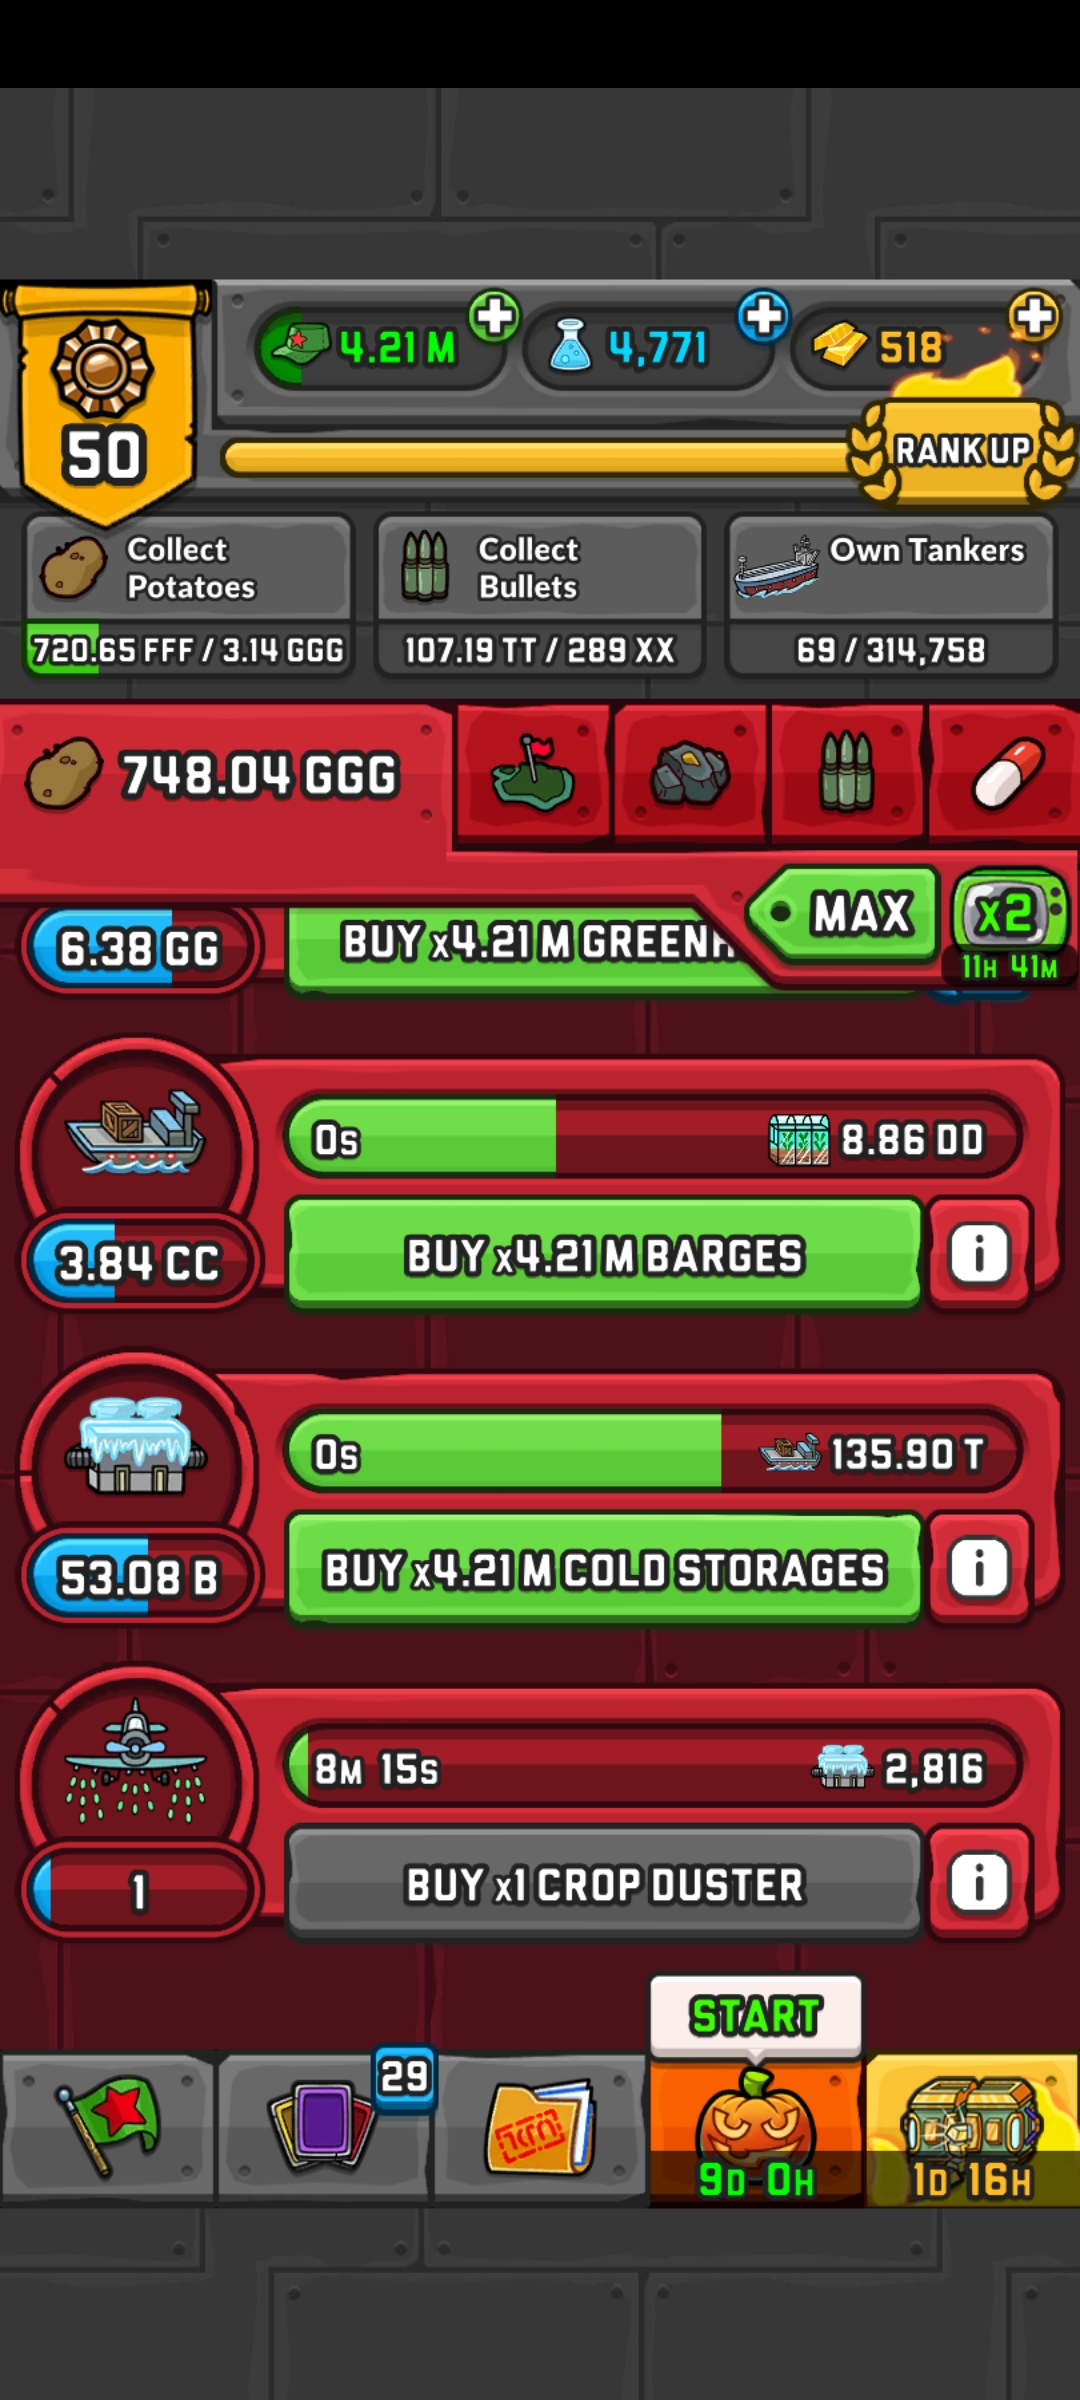 4.21 M
4,771
518
50
RANK UP
Collect
Potatoes
720.65 FFF / 3.14 GGG
Collect
Bullets
107.19 TT / 289 XX
Own Tankers
69 / 314,758
748.04 GGG
MAX
x2
11H 41M
6.38 GG
BUY x4.21 M GREENH
0s
8.86 DD
3.84 CC
BUY x4.21 M BARGES
i
0s
135.90 T
53.08 B
BUY x4.21 M COLD STORAGES
i
8M 15s
2,816
1
BUY x1 CROP DUSTER
i
START
29
9D 0H
1D 16H